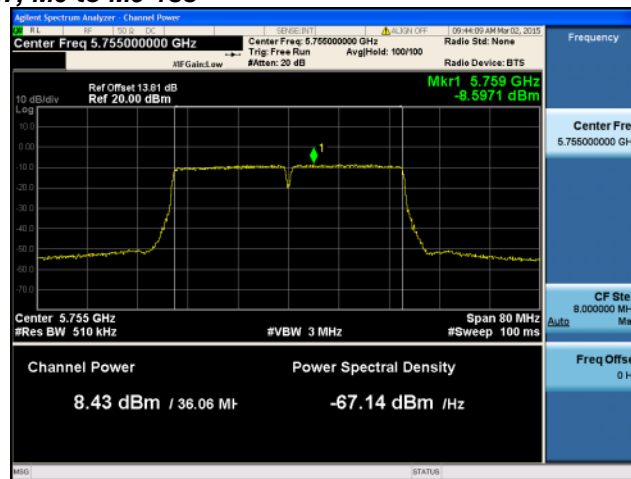 Agilent Spectrum Analyzer - Channel Power
RL RF 50 Ω DC SENSE:INT ALIGN OFF 09:44:09 AM Mar 02, 2015
Center Freq 5.755000000 GHz Center Freq: 5.755000000 GHz Radio Std: None Frequency
Trig: Free Run Avg|Hold: 100/100
#IFGain:Low #Atten: 20 dB Radio Device: BTS
Ref Offset 13.81 dB Mkr1 5.759 GHz
10 dB/div Ref 20.00 dBm -8.5971 dBm
Log
10.0
0.00
-10.0
-20.0
-30.0
-40.0
-50.0
-60.0
-70.0
1
Center Fre
5.755000000 GH
Center 5.755 GHz Span 80 MHz
#Res BW 510 kHz #VBW 3 MHz #Sweep 100 ms
CF Ste
8.000000 MH
Auto Ma
Channel Power Power Spectral Density
8.43 dBm / 36.06 MH -67.14 dBm /Hz
Freq Offse
0 H
MSG STATUS